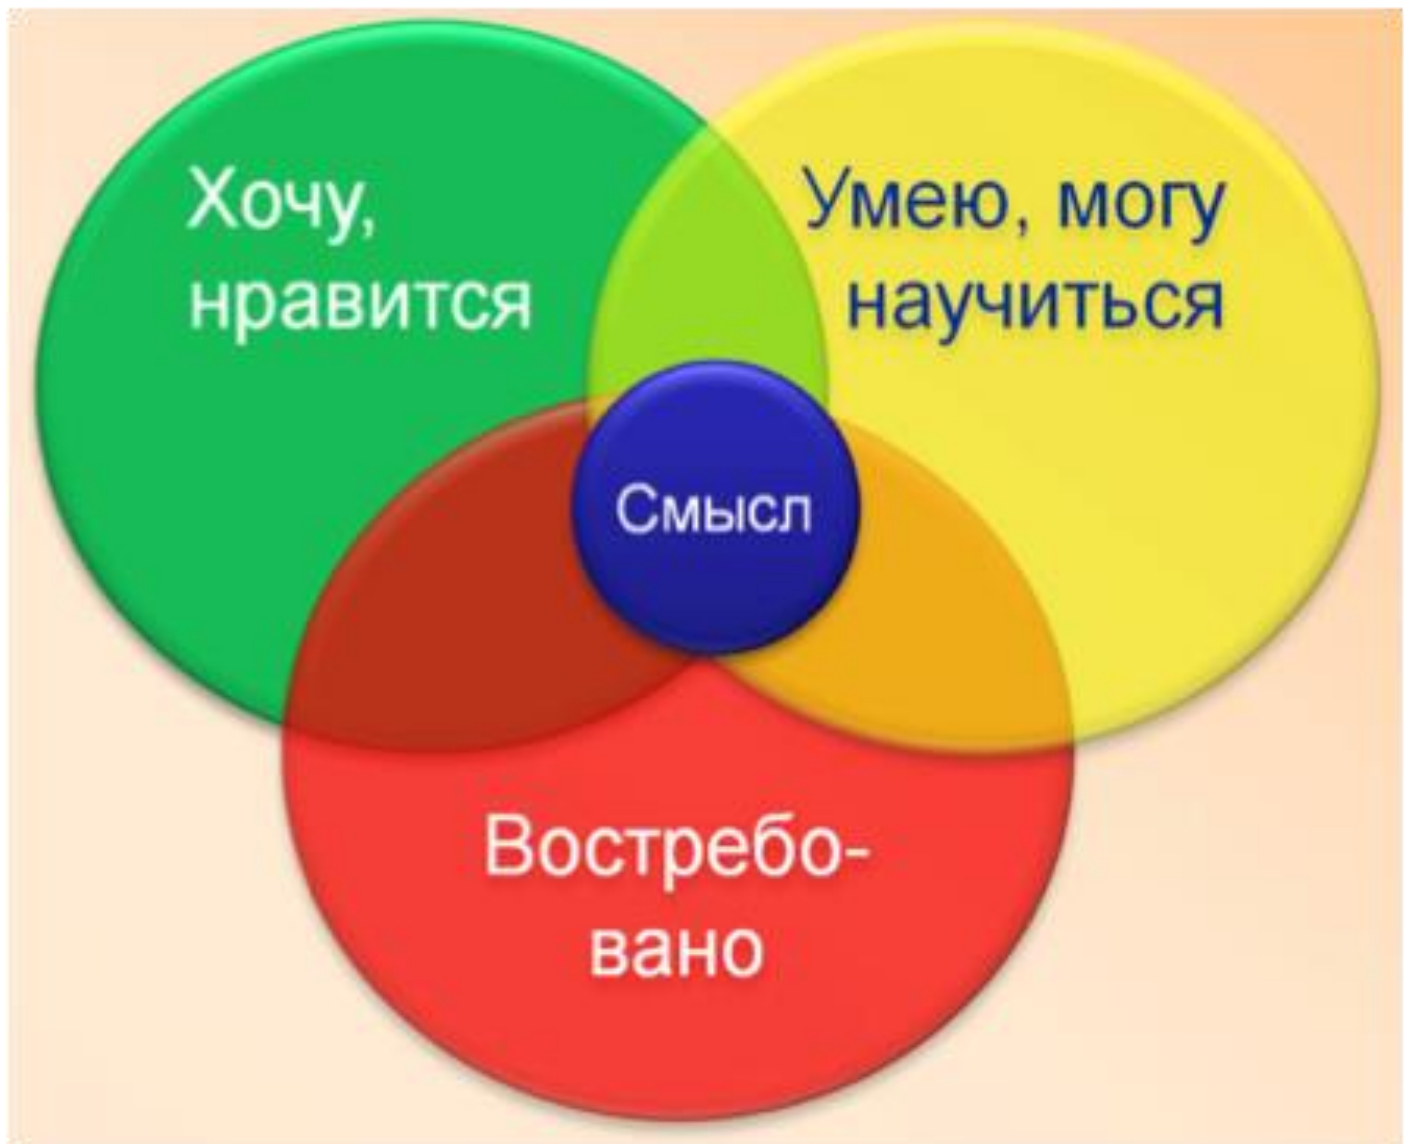 Хочу,
нравится
Умею, могу
научиться
Смысл
Востребо-
вано